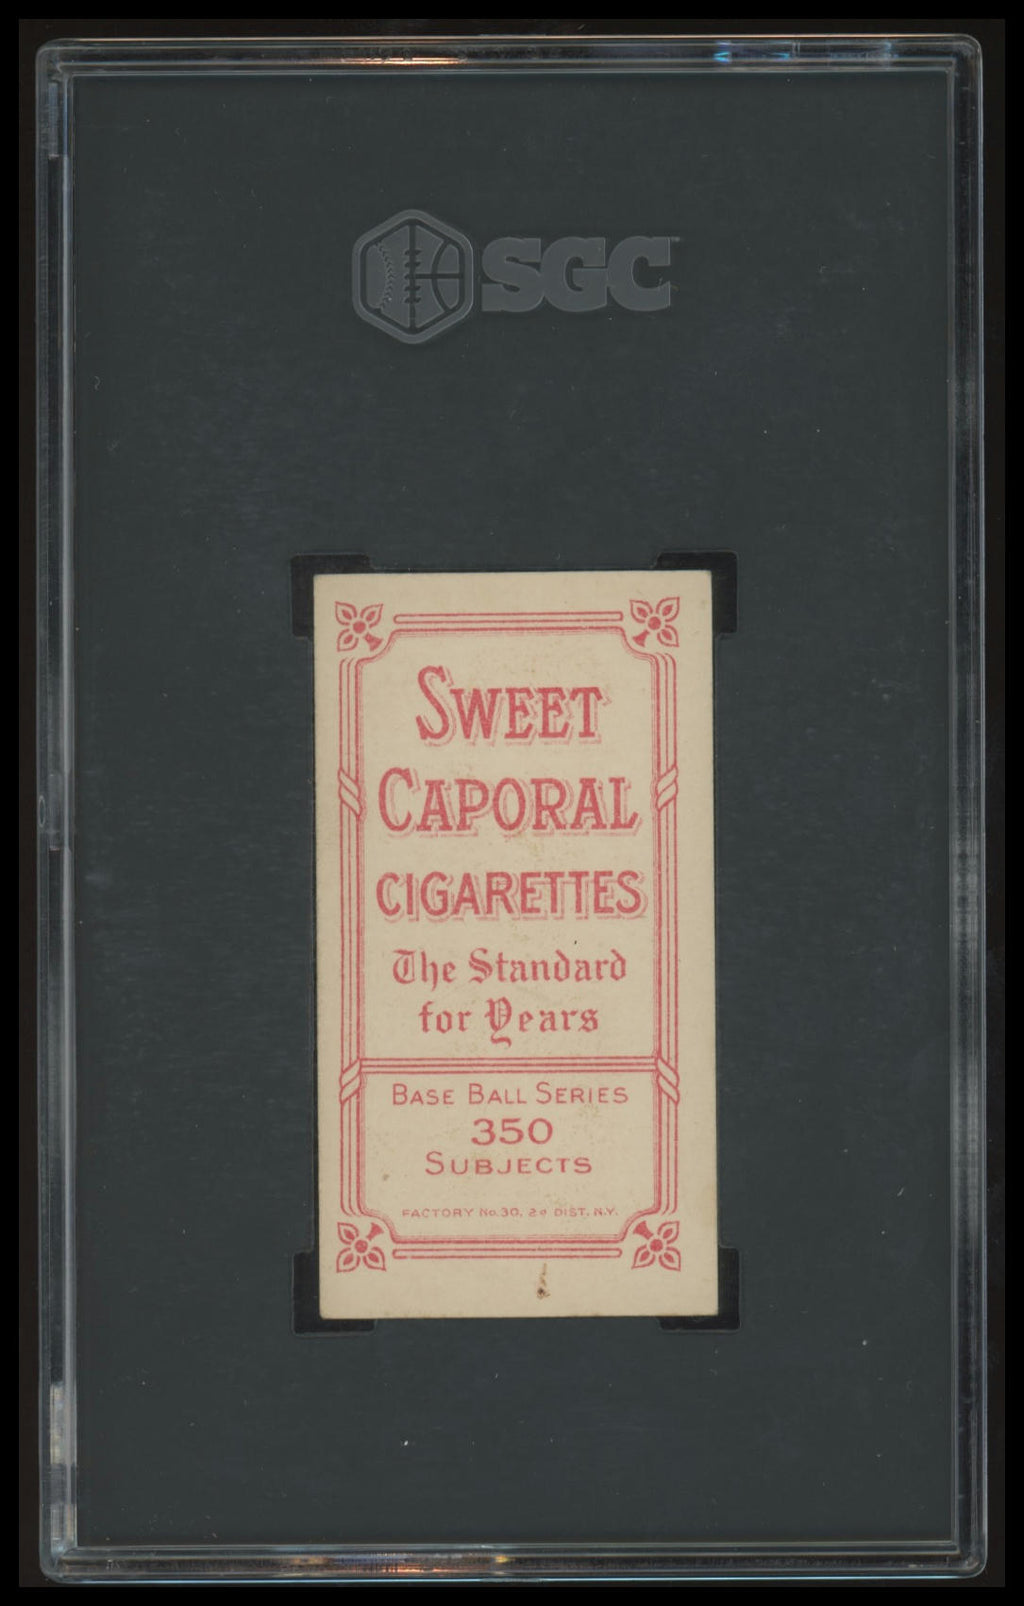 SGC
SWEET
CAPORAL
CIGARETTES
The Standard
for Years
BASE BALL SERIES
350
SUBJECTS
FACTORY No. 30, 2d DIST. N.Y.